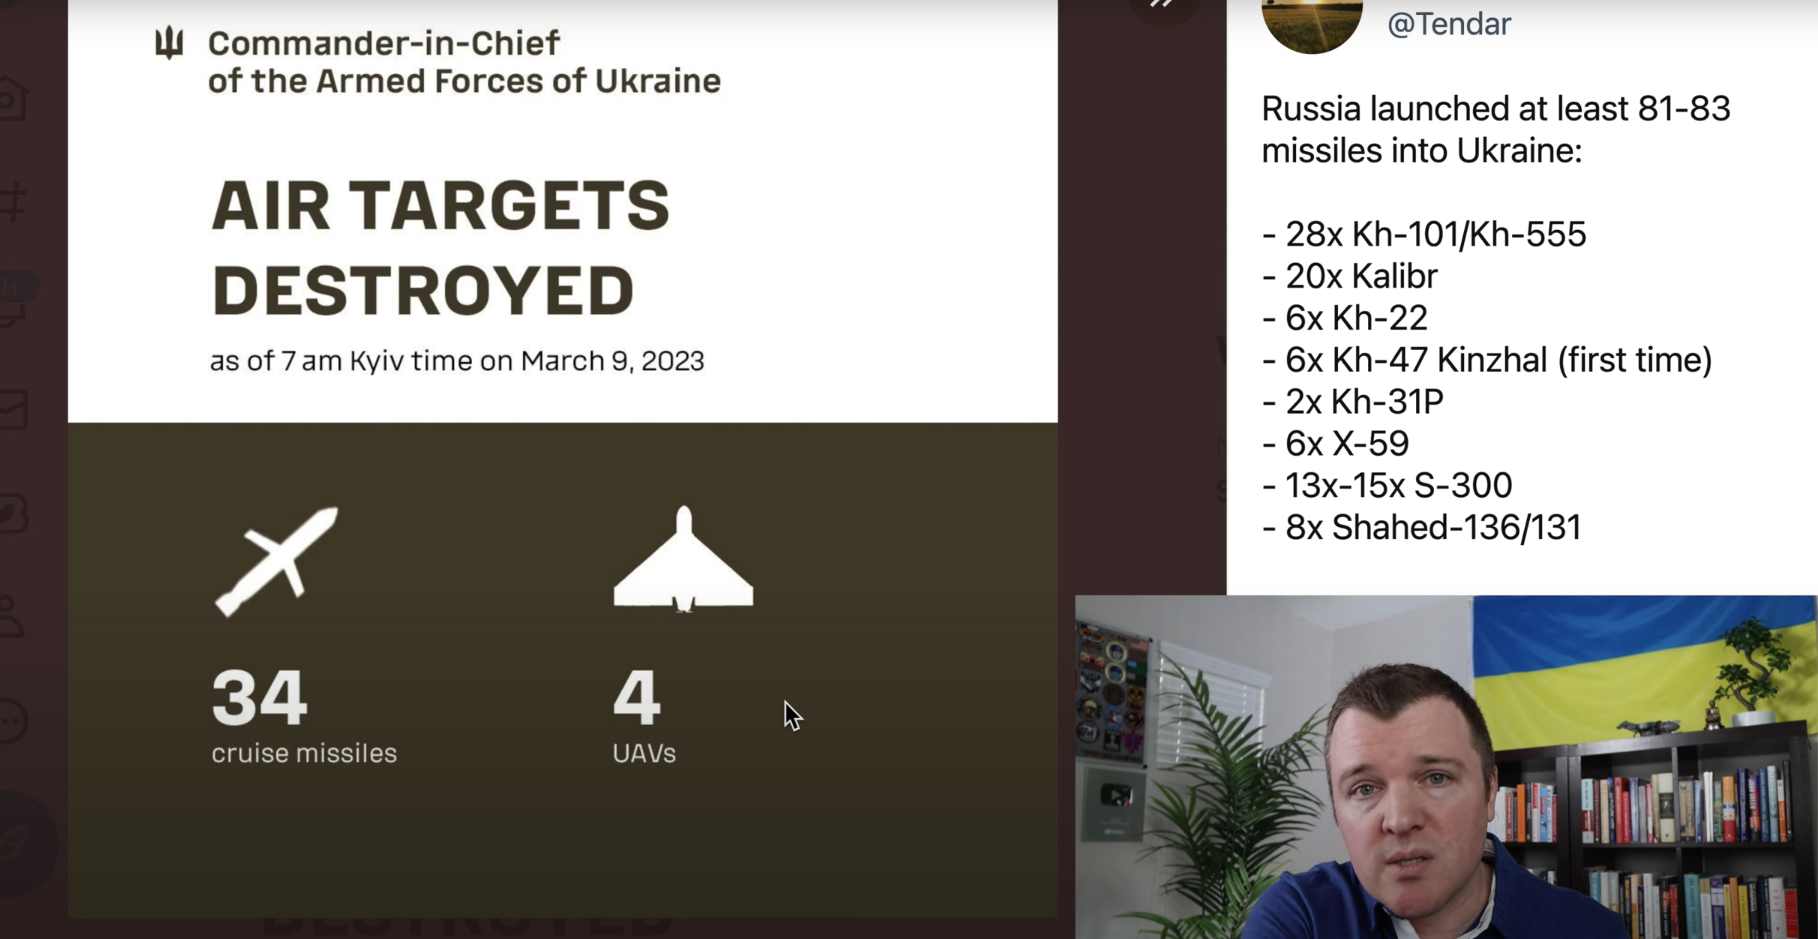 Commander-in-Chief
of the Armed Forces of Ukraine
AIR TARGETS
DESTROYED
as of 7 am Kyiv time on March 9, 2023
34
cruise missiles
4
UAVs
DESTROYED
@Tendar
Russia launched at least 81-83
missiles into Ukraine:
- 28x Kh-101/Kh-555
- 20x Kalibr
- 6x Kh-22
- 6x Kh-47 Kinzhal (first time)
- 2x Kh-31P
- 6x X-59
- 13x-15x S-300
- 8x Shahed-136/131